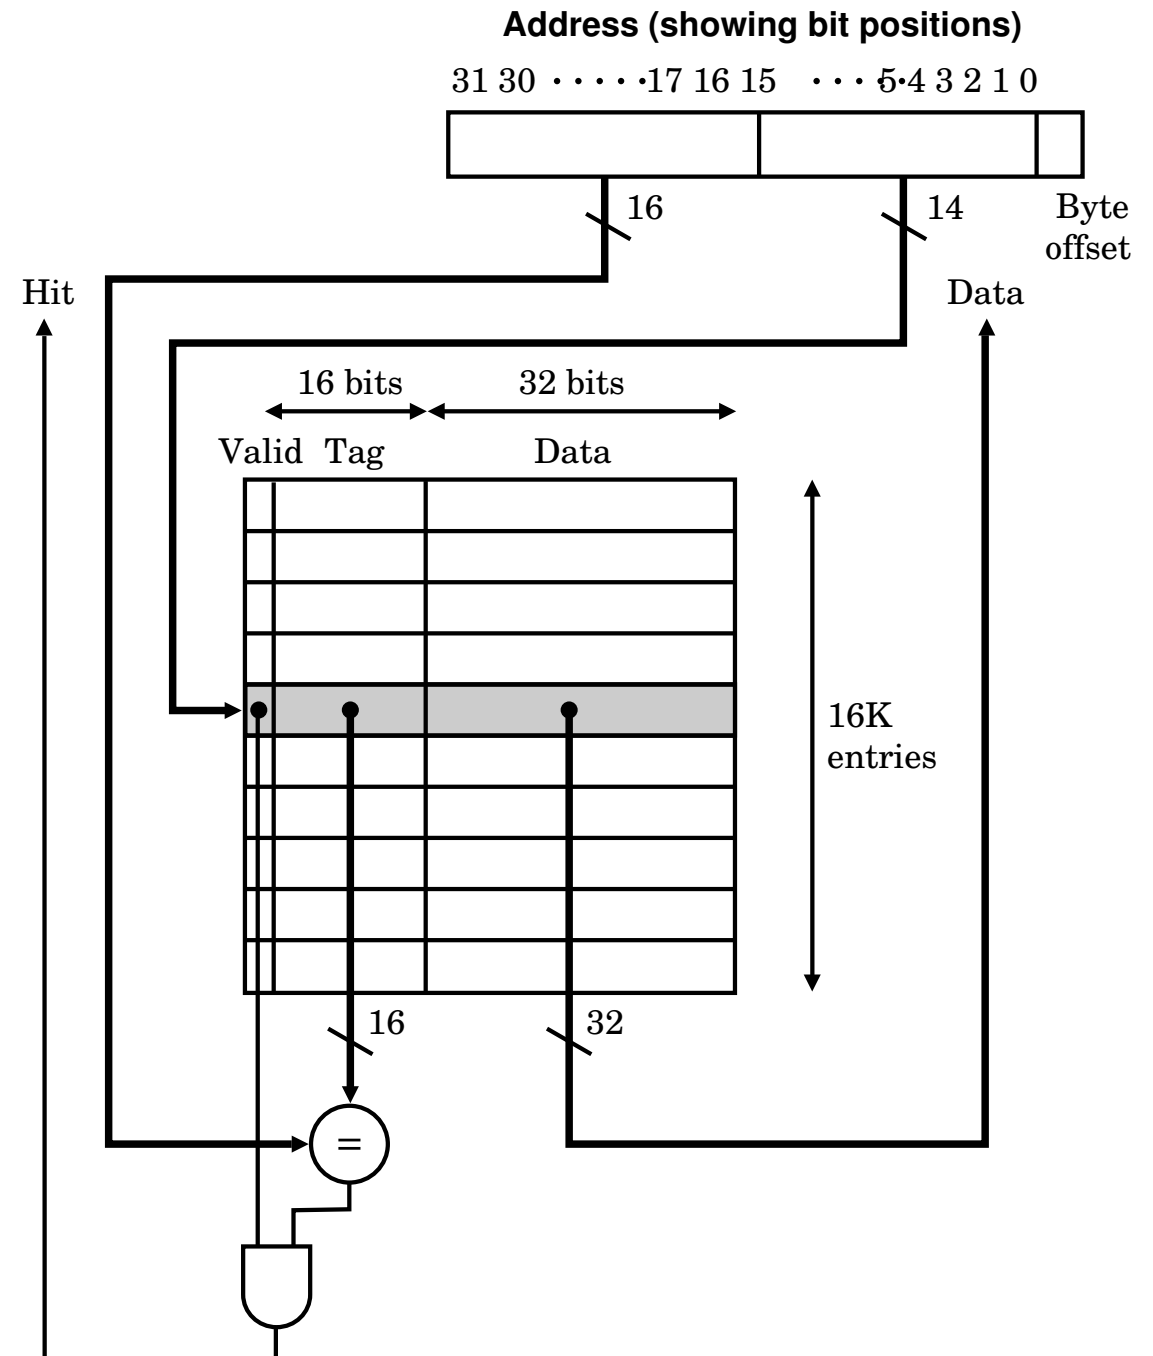 Address (showing bit positions)
31 30 · · · · · 17 16 15 · · · · 5 · 4 3 2 1 0
16
14
Byte
offset
Hit
Data
16 bits
32 bits
Valid Tag
Data
16K
entries
16
32
=